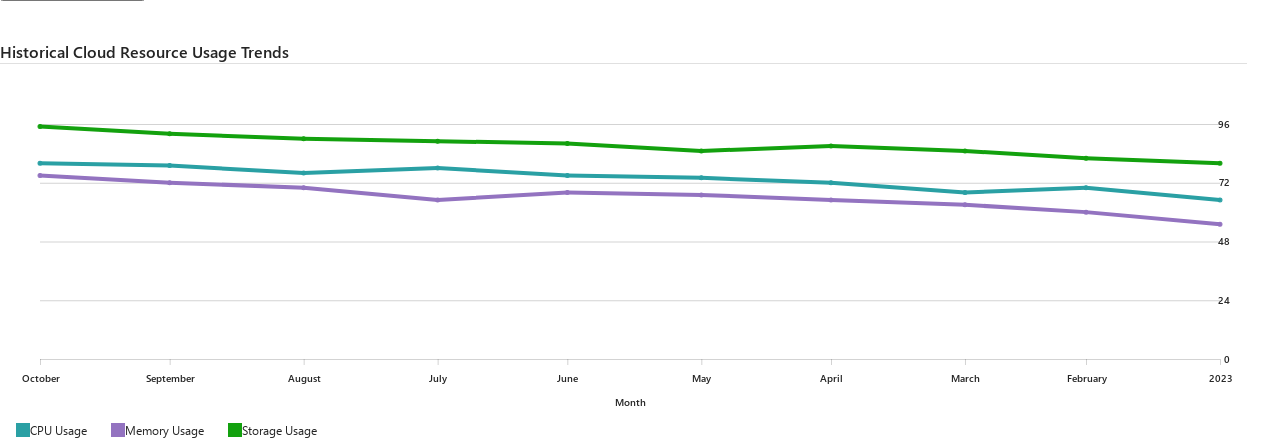 Historical Cloud Resource Usage Trends
96
72
48
24
0
October September August July June May April March February 2023
Month
CPU Usage Memory Usage Storage Usage